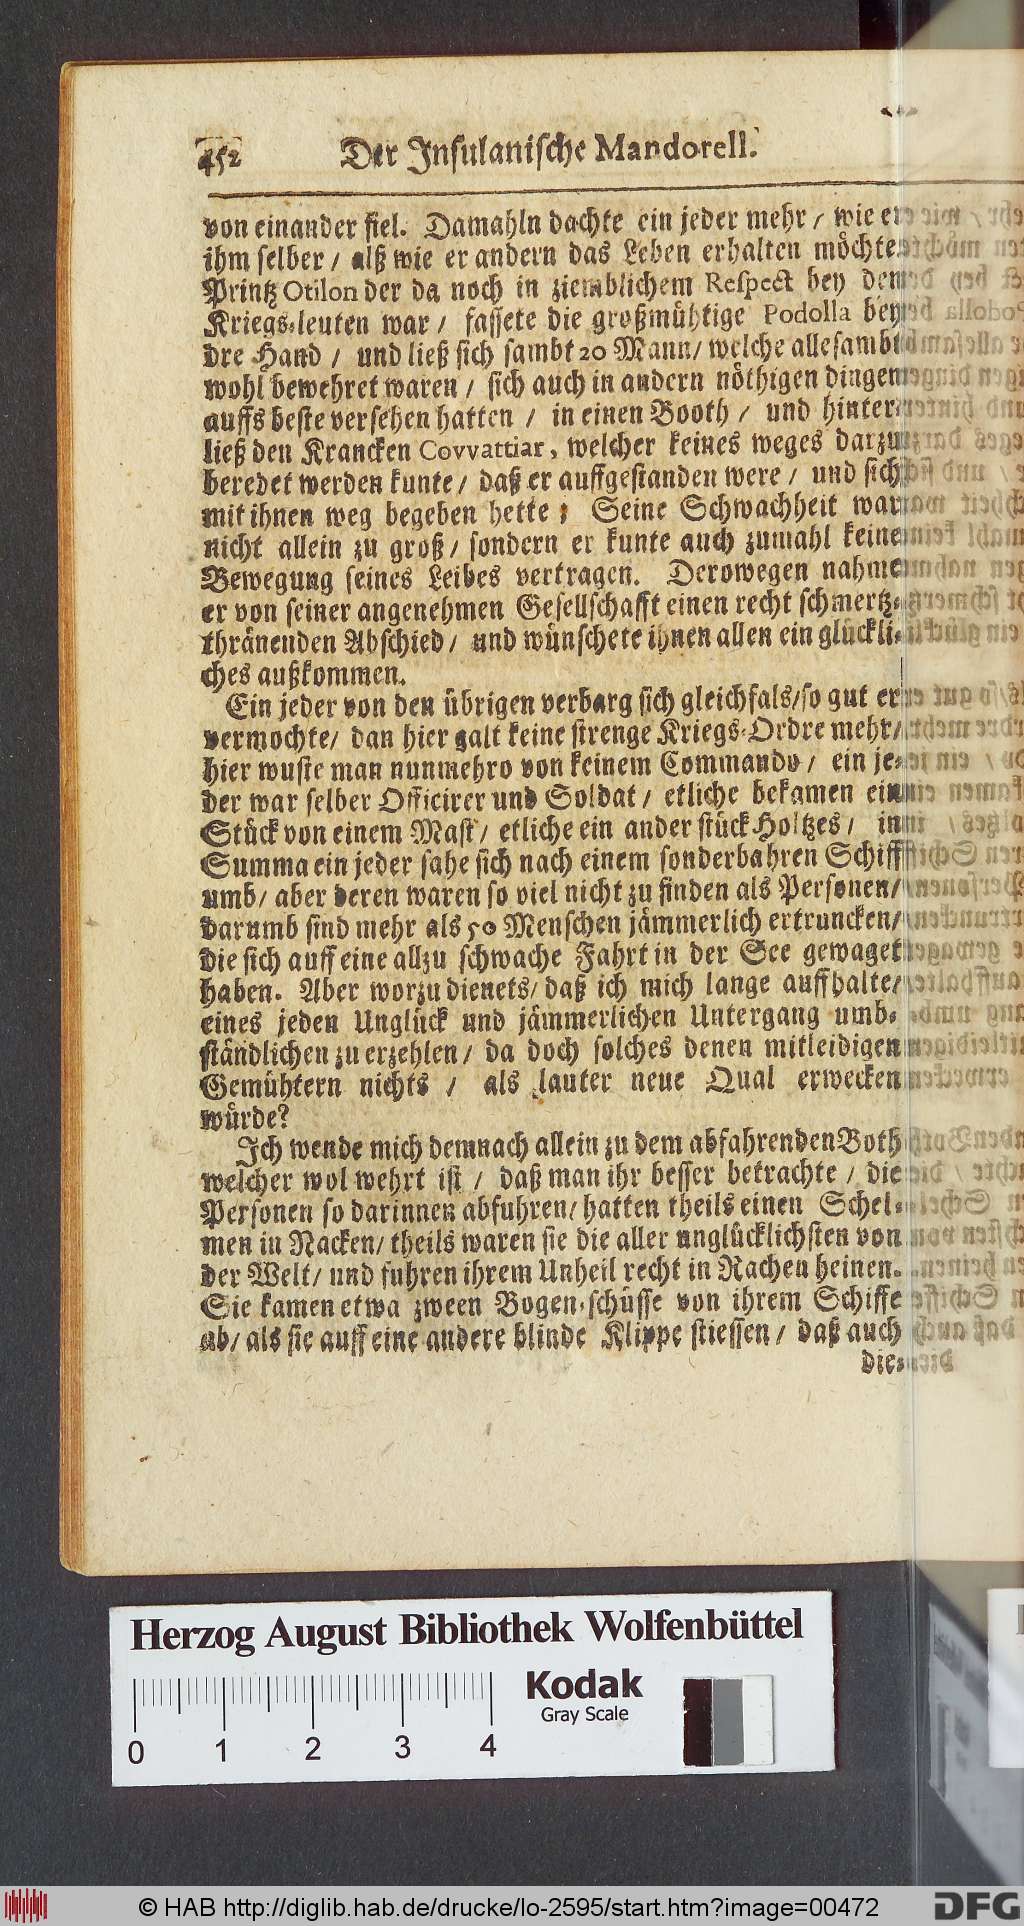 452 Der Insulanische Mandorell.
von einander fiel. Damahln dachte ein jeder mehr / wie er
ihm selber / alß wie er andern das Leben erhalten möchte.
Printz Otilon der da noch in ziemblichem Respect bey den
Kriegs-leuten war / fassete die großmühtige Podolla bey
dre Hand / und ließ sich sambt 20 Mann / welche allesambt
wohl bewehret waren / sich auch in andern nöthigen dingen
auffs beste versehen hatten / in einen Booth / und hinter
ließ den Krancken Covvattiar, welcher keines weges darzu
beredet werden kunte / daß er auffgestanden were / und sich
mit ihnen weg begeben hette ; Seine Schwachheit war
nicht allein zu groß / sondern er kunte auch zumahl keine
Bewegung seines Leibes vertragen. Derowegen nahme
er von seiner angenehmen Gesellschafft einen recht schmertz-
thränenden Abschied / und wünschete ihnen allen ein glückli-
ches außkommen.
Ein jeder von den übrigen verbarg sich gleichfals / so gut er
vermochte / dan hier galt keine strenge Kriegs-Ordre mehr /
hier wuste man nunmehro von keinem Commando / ein je-
der war selber Officirer und Soldat / etliche bekamen ein
Stück von einem Mast / etliche ein ander stück Holtzes / in
Summa ein jeder sahe sich nach einem sonderbahren Schiff
umb / aber deren waren so viel nicht zu finden als Personen /
darumb sind mehr als 50 Menschen jämmerlich ertruncken /
die sich auff eine allzu schwache Fahrt in der See gewaget
haben. Aber worzu dienets / daß ich mich lange auffhalte /
eines jeden Unglück und jämmerlichen Untergang umb-
ständlichen zu erzehlen / da doch solches denen mitleidigen
Gemühtern nichts / als lauter neue Qual erwecken
würde?
Ich wende mich demnach allein zu dem abfahrenden Both
welcher wol wehrt ist / daß man ihr besser betrachte / die
Personen so darinnen abfuhren / hatten theils einen Schel-
men in Nacken / theils waren sie die aller unglücklichsten von
der Welt / und fuhren ihrem Unheil recht in Rachen heinen.
Sie kamen etwa zween Bogen-schüsse von ihrem Schiffe
ab / als sie auff eine andere blinde Klippe stiessen / daß auch
die-
Herzog August Bibliothek Wolfenbüttel
Kodak
Gray Scale
0 1 2 3 4
© HAB http://diglib.hab.de/drucke/lo-2595/start.htm?image=00472 DFG